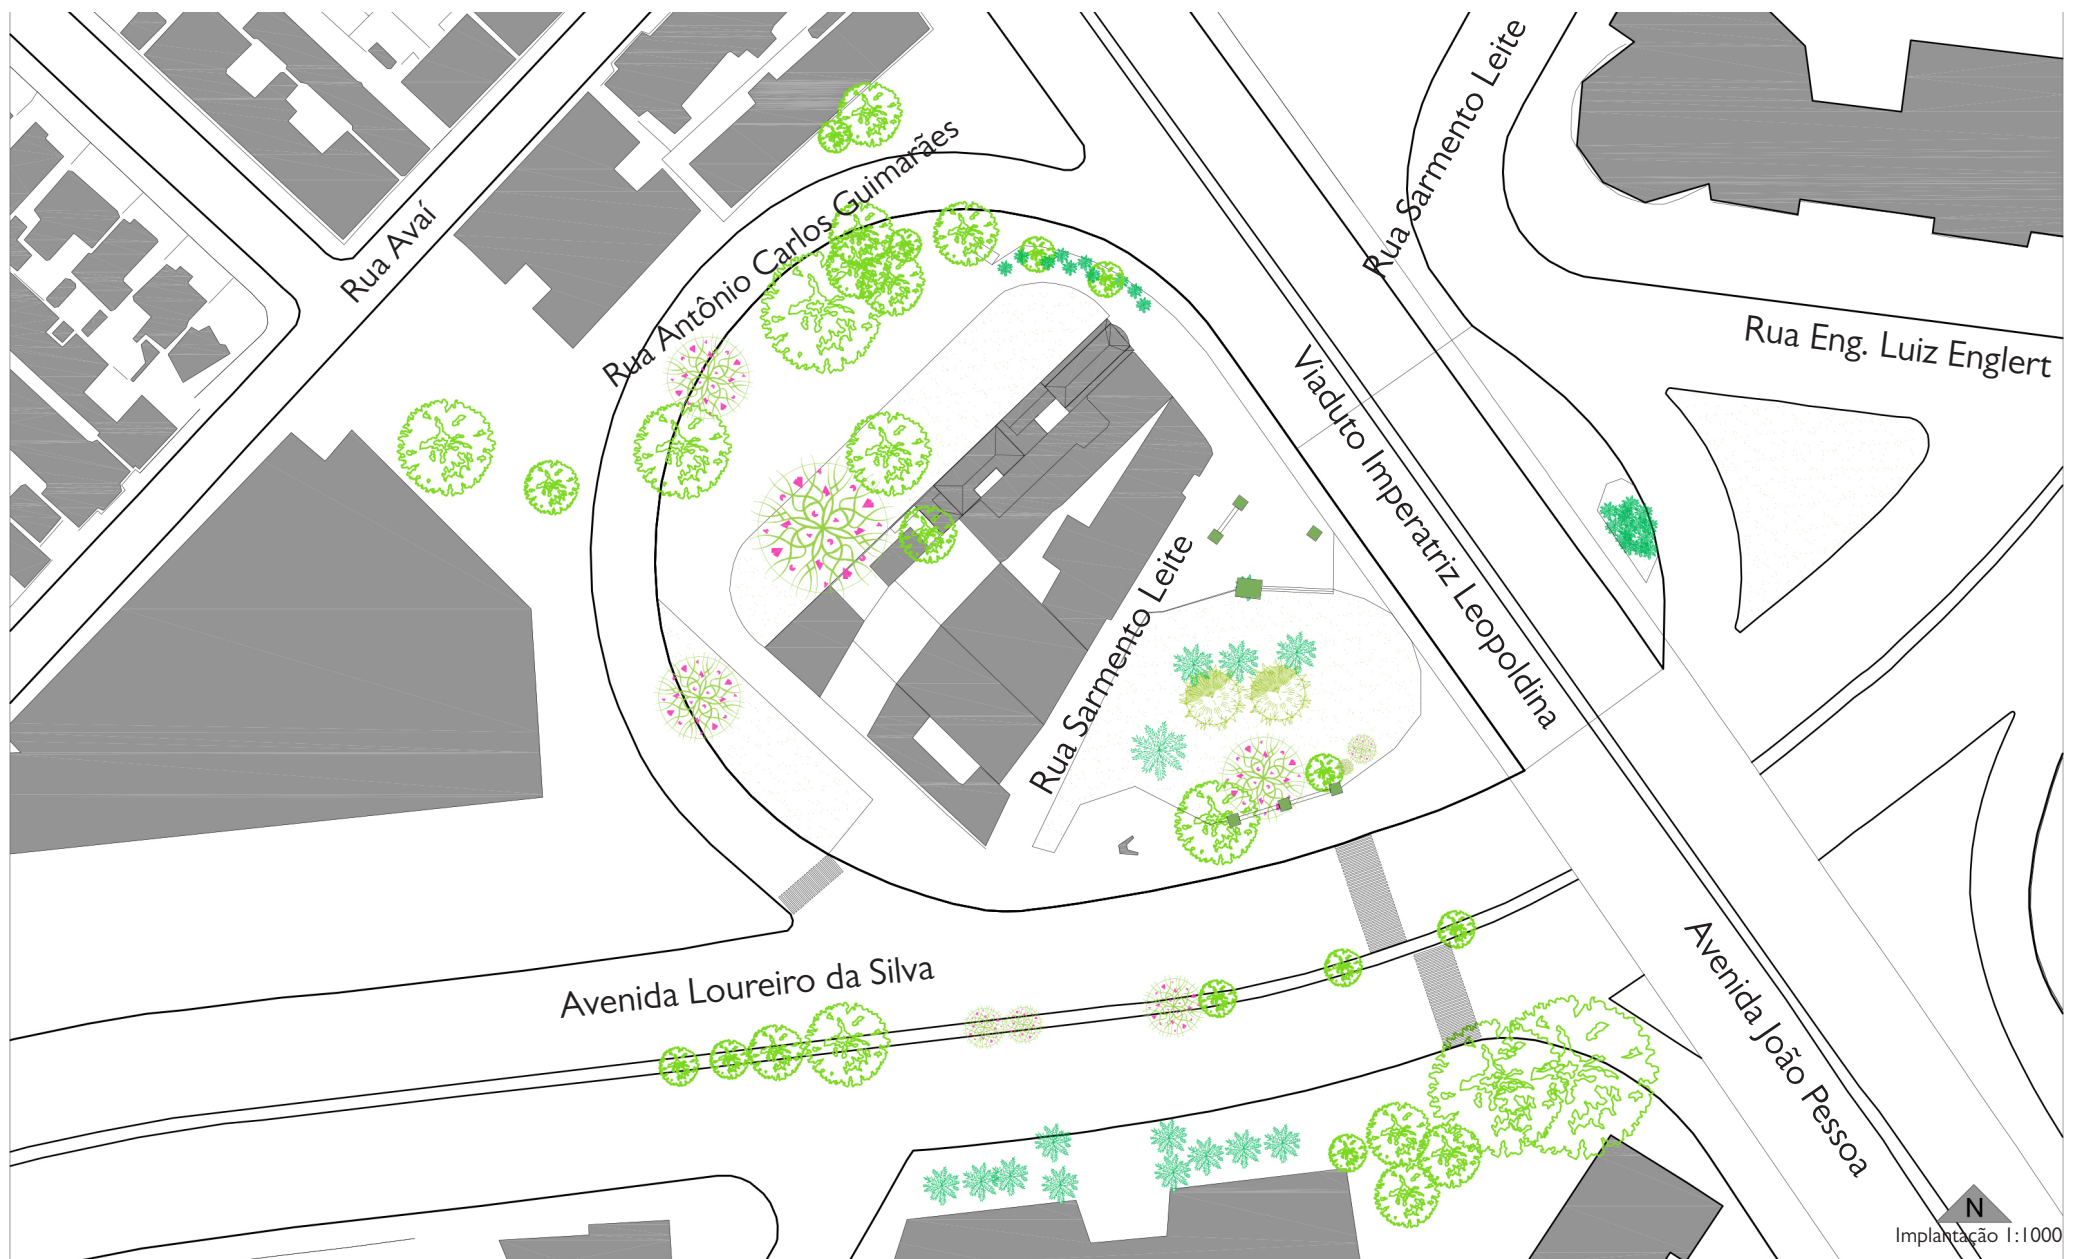 Rua Sarmento Leite
Rua Antônio Carlos Guimarães
Rua Avaí
Rua Eng. Luiz Englert
Viaduto Imperatriz Leopoldina
Rua Sarmento Leite
Avenida Loureiro da Silva
Avenida João Pessoa
N
Implantação 1:1000